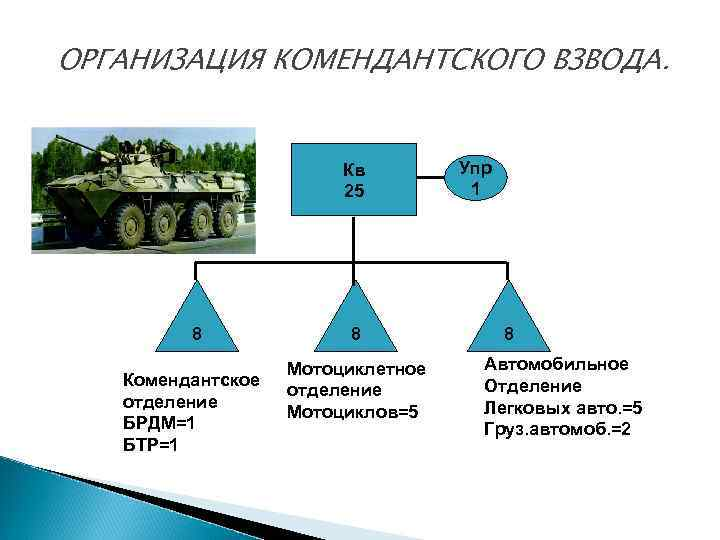 ОРГАНИЗАЦИЯ КОМЕНДАНТСКОГО ВЗВОДА.
Кв
25
Упр
1
8
8
8
Комендантское
отделение
БРДМ=1
БТР=1
Мотоциклетное
отделение
Мотоциклов=5
Автомобильное
Отделение
Легковых авто.=5
Груз.автомоб.=2